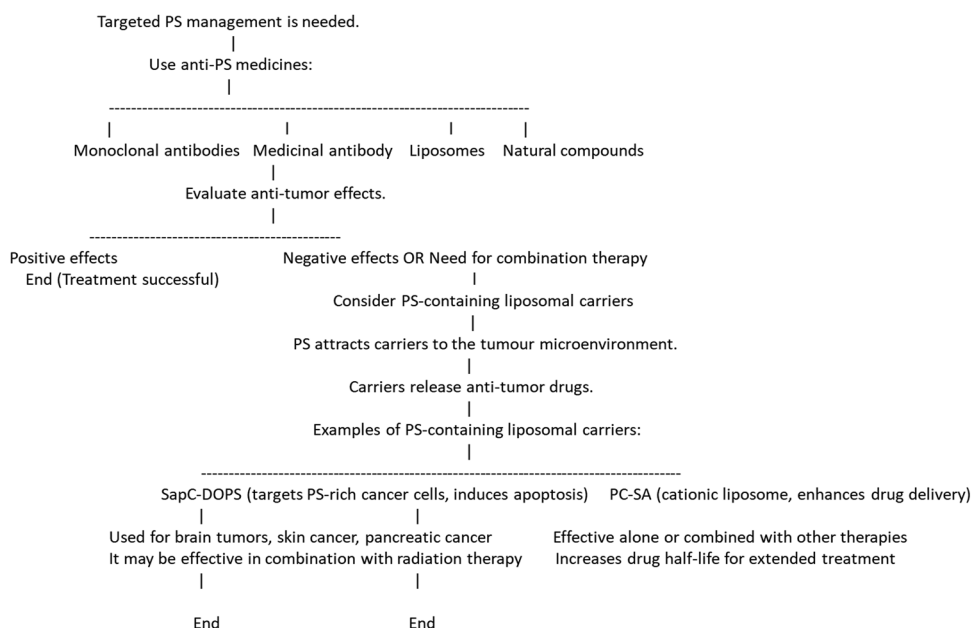 Targeted PS management is needed.
|
Use anti-PS medicines:
|
------------------------------------------------------------------------------------
| | | |
Monoclonal antibodies Medicinal antibody Liposomes Natural compounds
|
Evaluate anti-tumor effects.
|
--------------------------------------------------
Positive effects Negative effects OR Need for combination therapy
End (Treatment successful) |
Consider PS-containing liposomal carriers
|
PS attracts carriers to the tumour microenvironment.
|
Carriers release anti-tumor drugs.
|
Examples of PS-containing liposomal carriers:
|
------------------------------------------------------------------------------------------------
SapC-DOPS (targets PS-rich cancer cells, induces apoptosis) PC-SA (cationic liposome, enhances drug delivery)
| |
Used for brain tumors, skin cancer, pancreatic cancer Effective alone or combined with other therapies
It may be effective in combination with radiation therapy Increases drug half-life for extended treatment
| |
End End